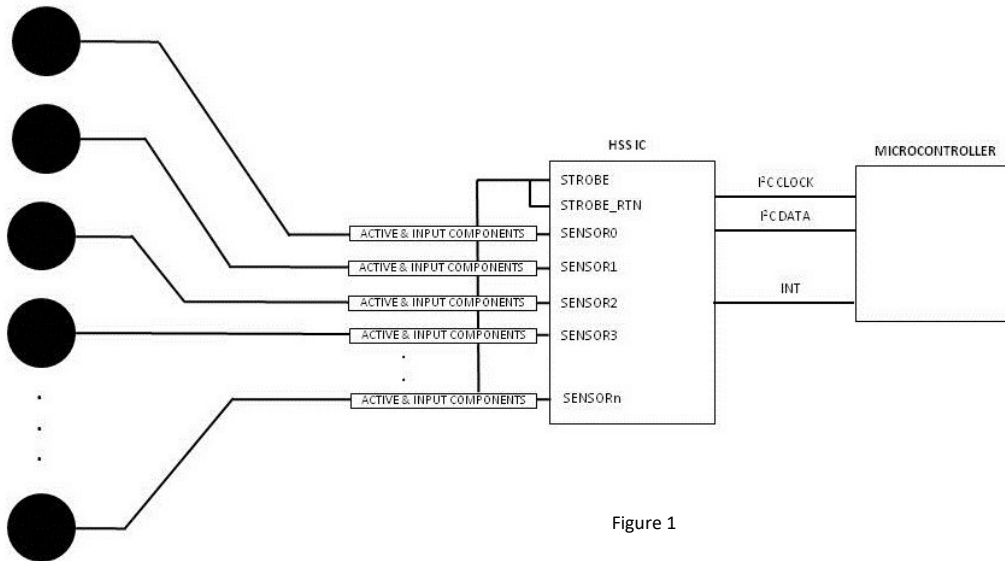 HSS IC
MICROCONTROLLER
STROBE
STROBE_RTN
I²C CLOCK
I²C DATA
ACTIVE & INPUT COMPONENTS
SENSOR0
ACTIVE & INPUT COMPONENTS
SENSOR1
ACTIVE & INPUT COMPONENTS
SENSOR2
INT
ACTIVE & INPUT COMPONENTS
SENSOR3
ACTIVE & INPUT COMPONENTS
SENSORn
Figure 1